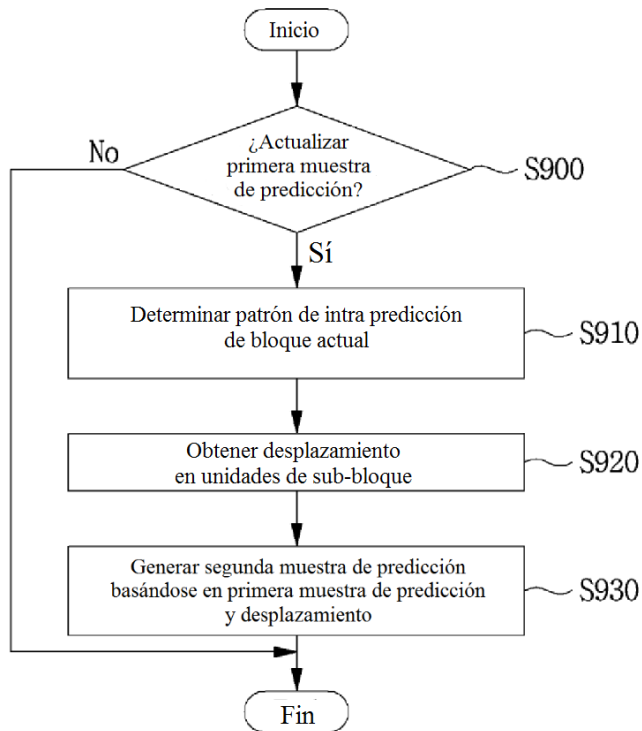 Inicio
¿Actualizar
primera muestra
de predicción?
No
S900
Sí
Determinar patrón de intra predicción
de bloque actual
S910
Obtener desplazamiento
en unidades de sub-bloque
S920
Generar segunda muestra de predicción
basándose en primera muestra de predicción
y desplazamiento
S930
Fin